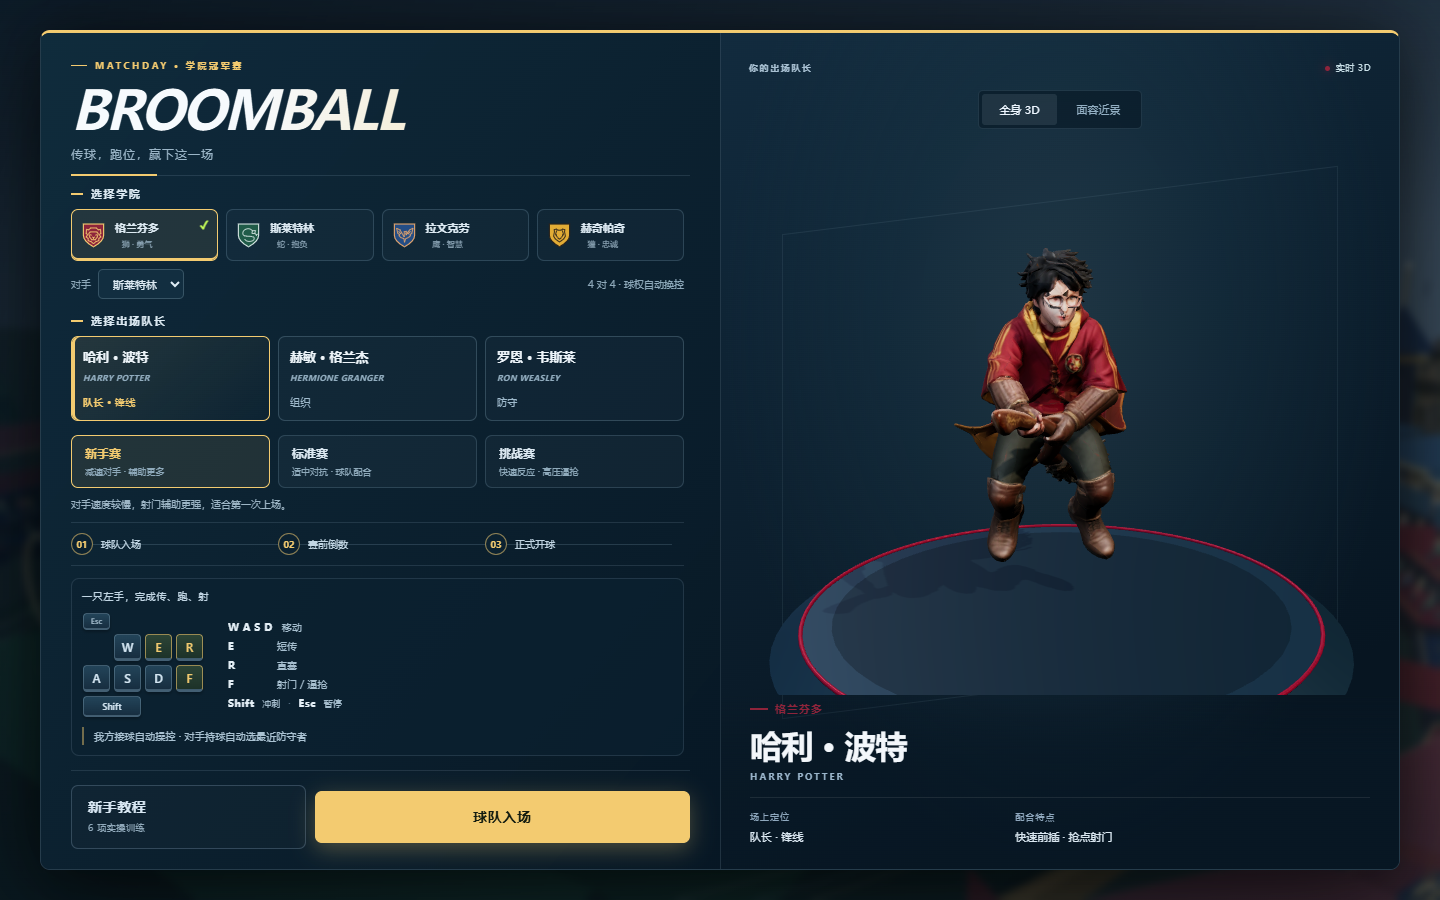 MATCHDAY • 学院冠军赛
BROOMBALL
传球，跑位，赢下这一场
选择学院
格兰芬多
狮 · 勇气
斯莱特林
蛇 · 抱负
拉文克劳
鹰 · 智慧
赫奇帕奇
獾 · 忠诚
对手 斯莱特林
4 对 4 · 球权自动换控
选择出场队长
哈利 • 波特
HARRY POTTER
队长 • 锋线
赫敏 • 格兰杰
HERMIONE GRANGER
组织
罗恩 • 韦斯莱
RON WEASLEY
防守
新手赛
减速对手 · 辅助更多
标准赛
适中对抗 · 球队配合
挑战赛
快速反应 · 高压逼抢
对手速度较慢，射门辅助更强，适合第一次上场。
01 球队入场
02 赛前倒数
03 正式开球
一只左手，完成传、跑、射
Esc
W E R
A S D F
Shift
W A S D 移动
E 短传
R 直塞
F 射门 / 逼抢
Shift 冲刺 · Esc 暂停
我方接球自动操控 · 对手持球自动选最近防守者
新手教程
6 项实操训练
球队入场
你的出场队长
实时 3D
全身 3D
面容近景
格兰芬多
哈利 • 波特
HARRY POTTER
场上定位
队长 · 锋线
配合特点
快速前插 · 抢点射门